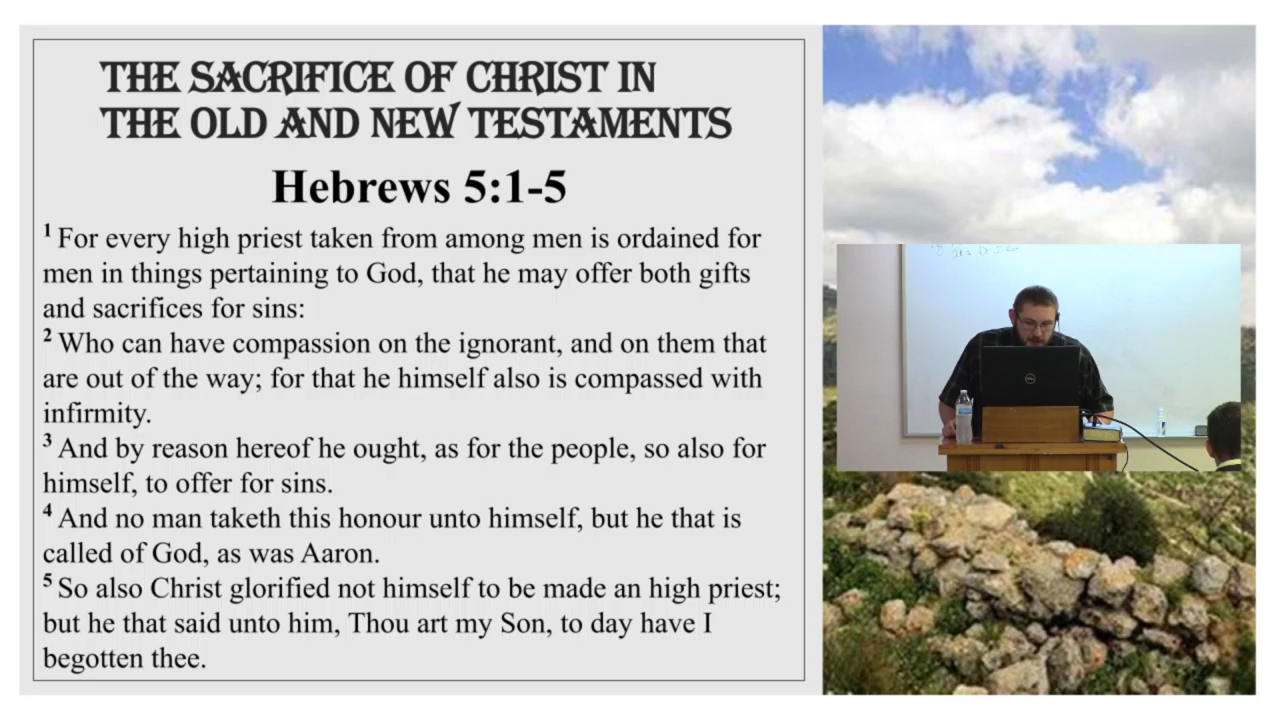 THE SACRIFICE OF CHRIST IN
THE OLD AND NEW TESTAMENTS
Hebrews 5:1-5
1 For every high priest taken from among men is ordained for
men in things pertaining to God, that he may offer both gifts
and sacrifices for sins:
2 Who can have compassion on the ignorant, and on them that
are out of the way; for that he himself also is compassed with
infirmity.
3 And by reason hereof he ought, as for the people, so also for
himself, to offer for sins.
4 And no man taketh this honour unto himself, but he that is
called of God, as was Aaron.
5 So also Christ glorified not himself to be made an high priest;
but he that said unto him, Thou art my Son, to day have I
begotten thee.